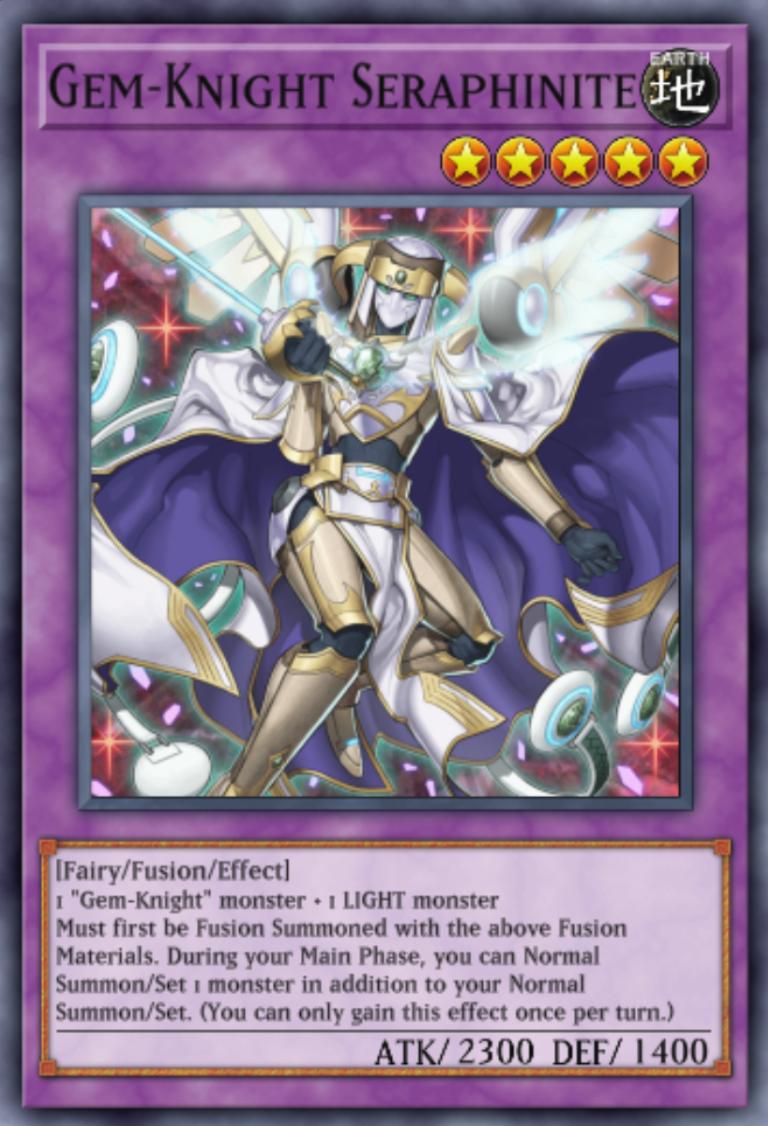 Gem-Knight Seraphinite
EARTH
地
[Fairy/Fusion/Effect]
1 "Gem-Knight" monster + 1 LIGHT monster
Must first be Fusion Summoned with the above Fusion
Materials. During your Main Phase, you can Normal
Summon/Set 1 monster in addition to your Normal
Summon/Set. (You can only gain this effect once per turn.)
ATK/ 2300 DEF/ 1400